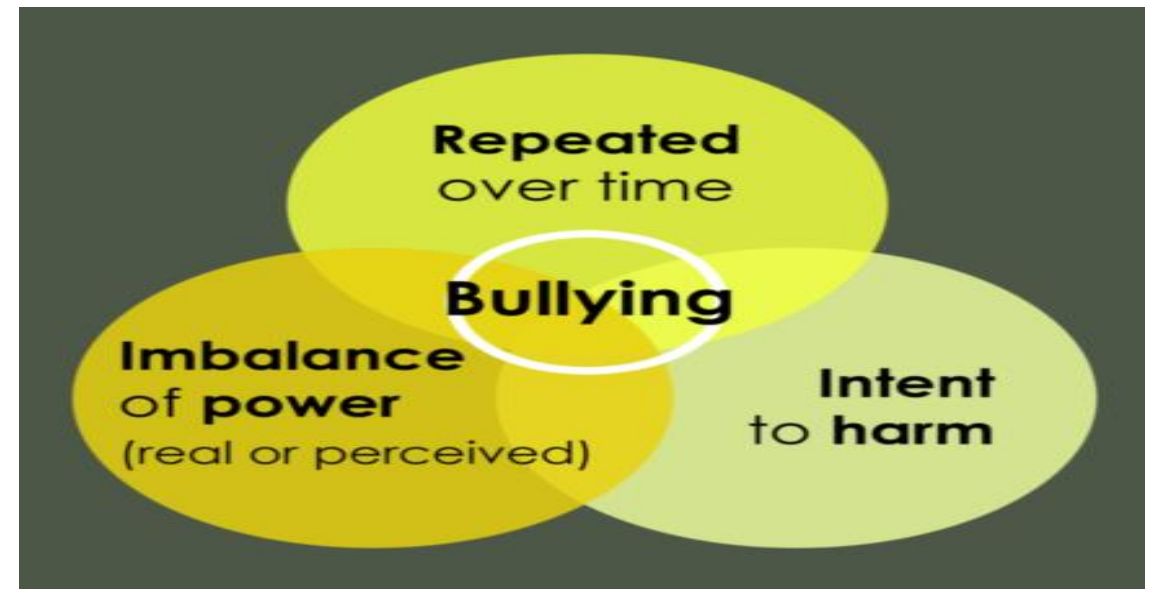 Repeated
over time
Bullying
Imbalance
of power
(real or perceived)
Intent
to harm